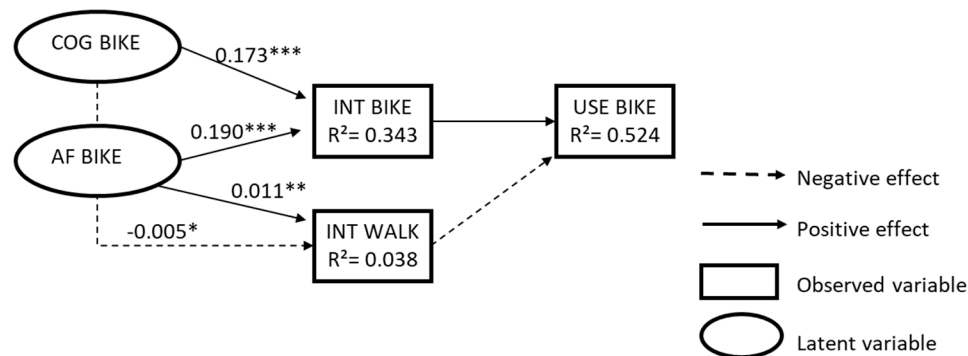 COG BIKE
0.173***
INT BIKE
R²= 0.343
USE BIKE
R²= 0.524
0.190***
AF BIKE
0.011**
-0.005*
INT WALK
R²= 0.038
Negative effect
Positive effect
Observed variable
Latent variable